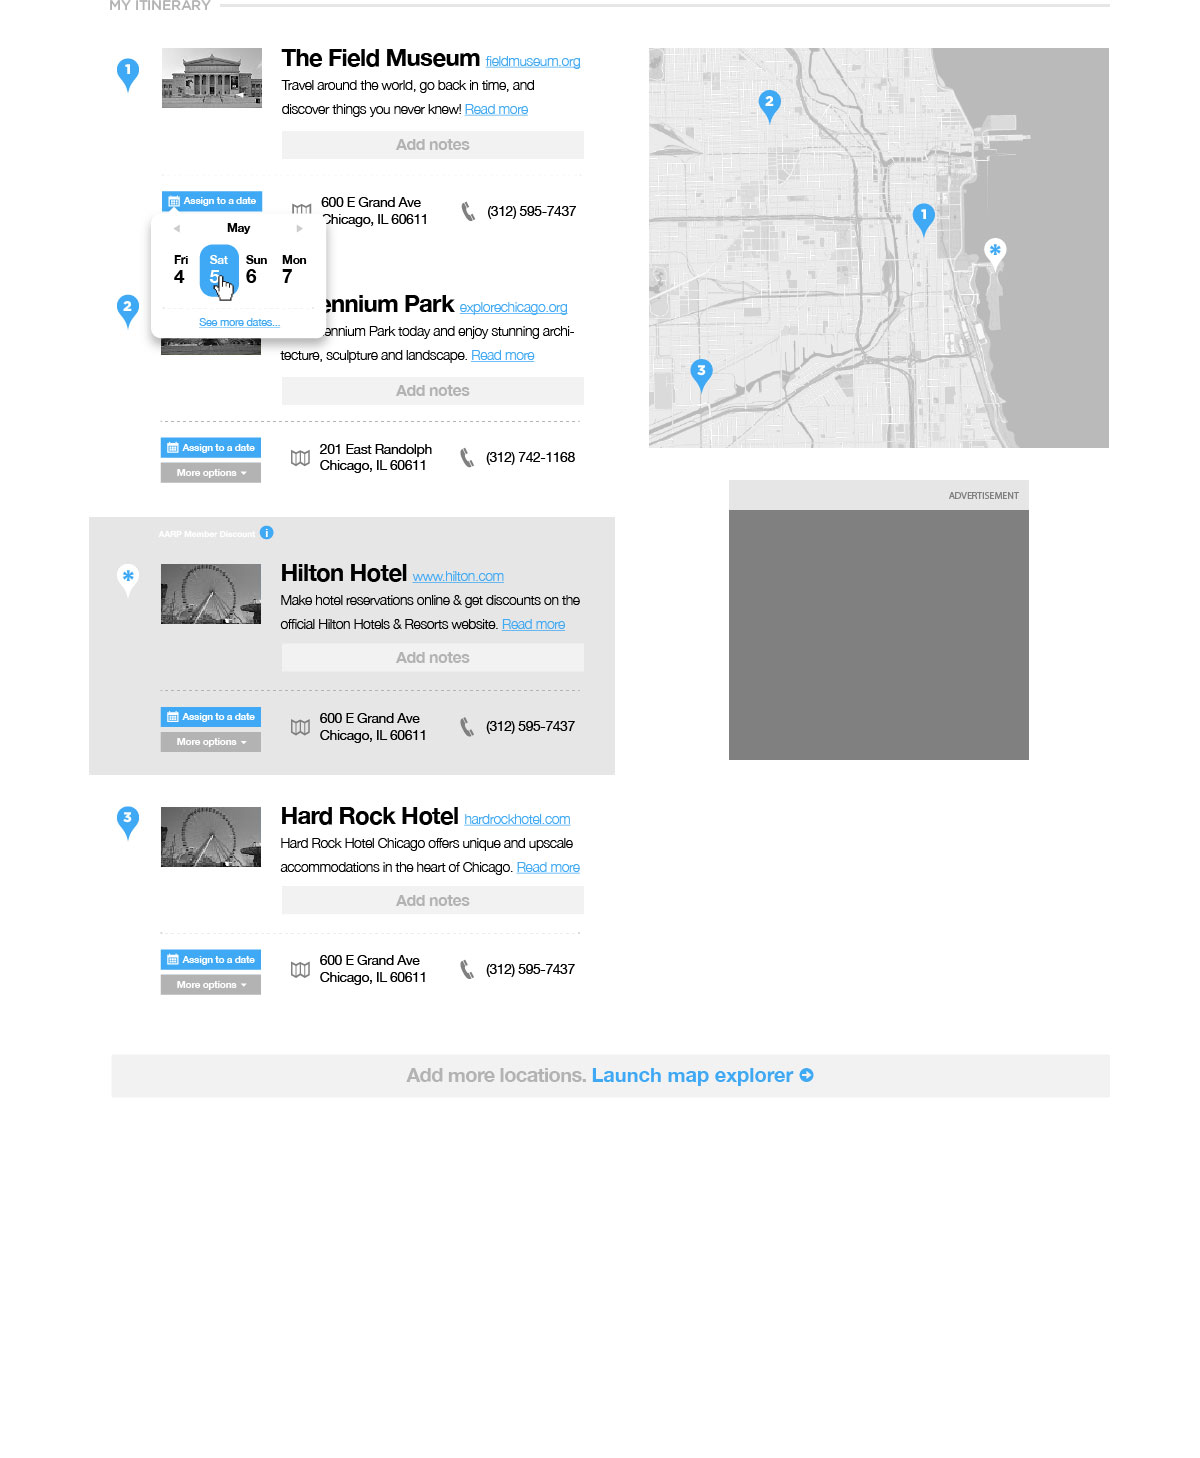 MY ITINERARY
1
The Field Museum fieldmuseum.org
Travel around the world, go back in time, and
discover things you never knew! Read more
Add notes
Assign to a date
600 E Grand Ave
Chicago, IL 60611
(312) 595-7437
May
Fri Sat Sun Mon
4 5 6 7
See more dates...
2
ennium Park explorechicago.org
ennium Park today and enjoy stunning archi-
tecture, sculpture and landscape. Read more
Add notes
Assign to a date
More options
201 East Randolph
Chicago, IL 60611
(312) 742-1168
AARP Member Discount i
*
Hilton Hotel www.hilton.com
Make hotel reservations online & get discounts on the
official Hilton Hotels & Resorts website. Read more
Add notes
Assign to a date
More options
600 E Grand Ave
Chicago, IL 60611
(312) 595-7437
3
Hard Rock Hotel hardrockhotel.com
Hard Rock Hotel Chicago offers unique and upscale
accommodations in the heart of Chicago. Read more
Add notes
Assign to a date
More options
600 E Grand Ave
Chicago, IL 60611
(312) 595-7437
2
1
*
3
ADVERTISEMENT
Add more locations. Launch map explorer